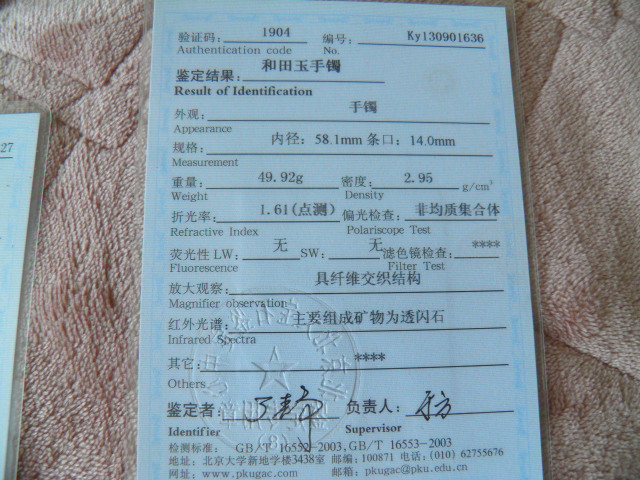 27
验证码: 1904 编号: Ky130901636
Authentication code No.
鉴定结果: 和田玉手镯
Result of Identification
外观: 手镯
Appearance
规格: 内径: 58.1mm 条口: 14.0mm
Measurement
重量: 49.92g 密度: 2.95 g/cm³
Weight Density
折光率: 1.61(点测) 偏光检查: 非均质集合体
Refractive Index Polariscope Test
荧光性 LW: 无 SW: 无 滤色镜检查: ****
Fluorescence Filter Test
放大观察: 具纤维交织结构
Magnifier observation
红外光谱: 主要组成矿物为透闪石
Infrared Spectra
其它: ****
Others
鉴定者: 负责人:
Identifier Supervisor
检测标准: GB/T 16552-2003, GB/T 16553-2003
地址: 北京大学新地学楼3438室 邮编: 100871 电话: (010) 62755676
网址: www.pkugac.com 邮箱: pkugac@pku.edu.cn